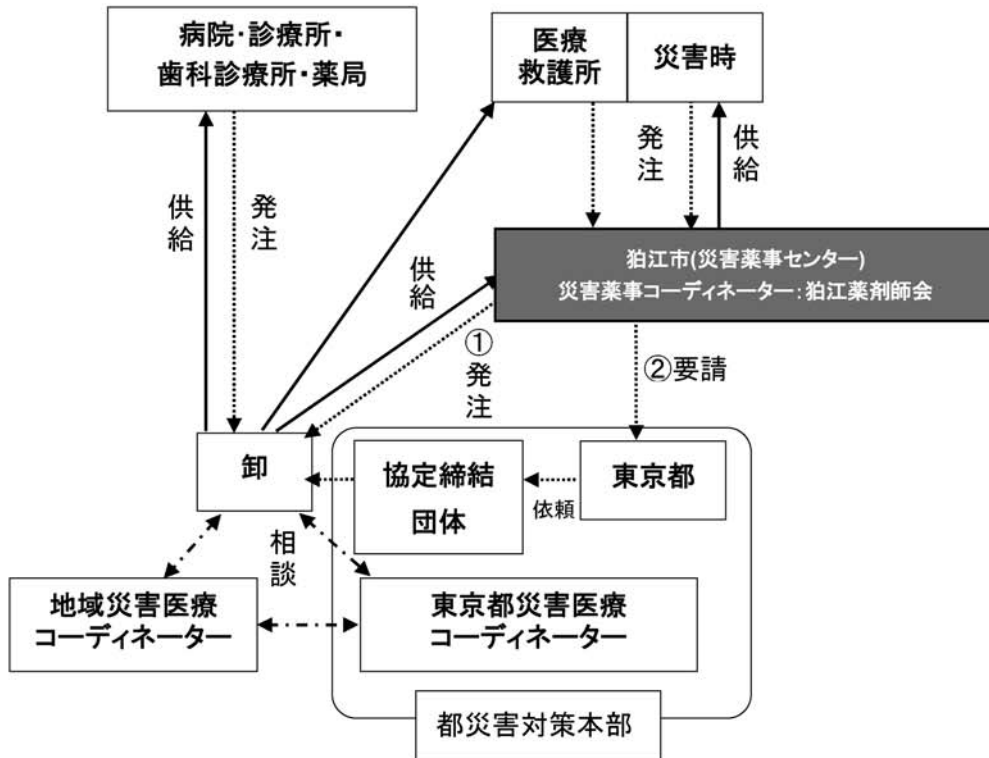 病院・診療所・
歯科診療所・薬局
医療
救護所
災害時
供給
発注
発注
供給
狛江市(災害薬事センター)
災害薬事コーディネーター：狛江薬剤師会
供給
①発注
②要請
卸
協定締結
団体
依頼
東京都
相談
地域災害医療
コーディネーター
東京都災害医療
コーディネーター
都災害対策本部